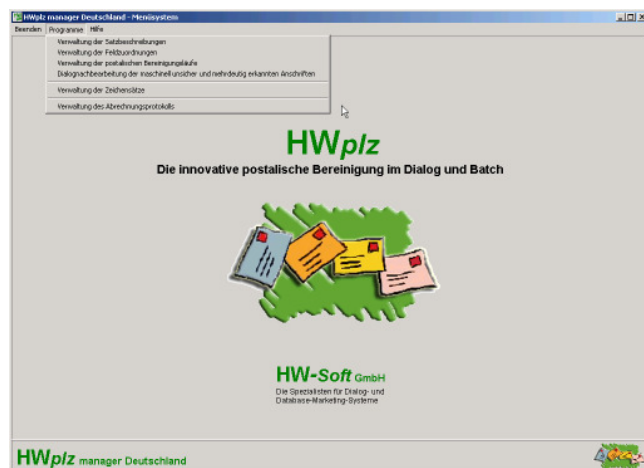 HWplz manager Deutschland - Menüsystem
Beenden Programme Hilfe
Verwaltung der Satzbeschreibungen
Verwaltung der Feldzuordnungen
Verwaltung der postalischen Bereinigungsläufe
Dialognachbearbeitung der maschinell unsicher und mehrdeutig erkannten Anschriften
Verwaltung der Zeichensätze
Verwaltung des Abrechnungsprotokolls
HWplz
Die innovative postalische Bereinigung im Dialog und Batch
HW-Soft GmbH
Die Spezialisten für Dialog- und
Database-Marketing-Systeme
HWplz manager Deutschland